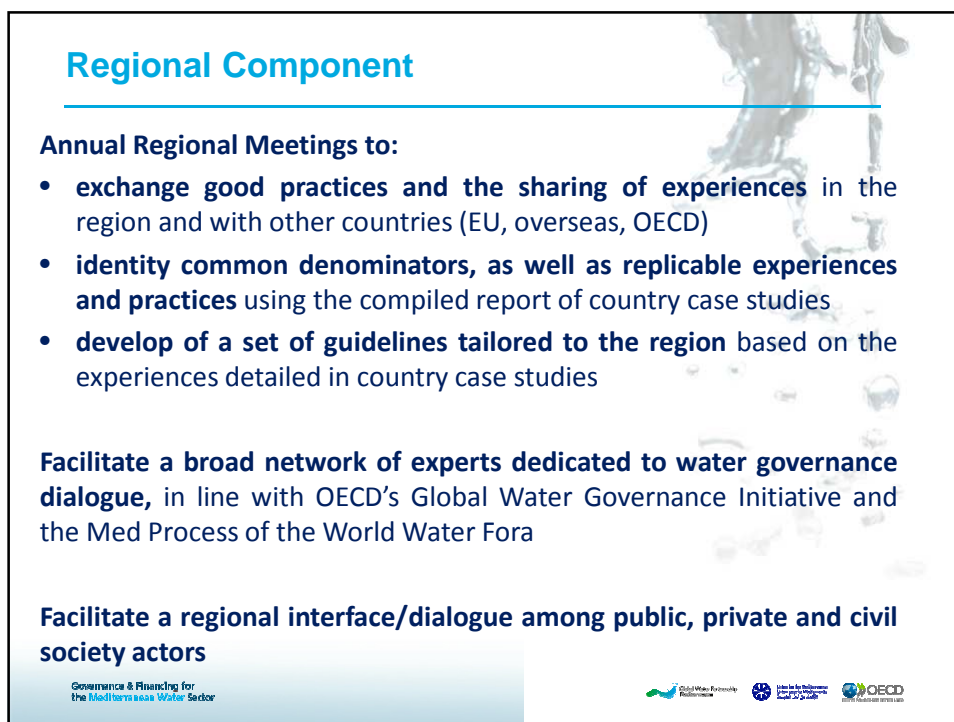 Regional Component
Annual Regional Meetings to:
• exchange good practices and the sharing of experiences in the
region and with other countries (EU, overseas, OECD)
• identity common denominators, as well as replicable experiences
and practices using the compiled report of country case studies
• develop of a set of guidelines tailored to the region based on the
experiences detailed in country case studies
Facilitate a broad network of experts dedicated to water governance
dialogue, in line with OECD's Global Water Governance Initiative and
the Med Process of the World Water Fora
Facilitate a regional interface/dialogue among public, private and civil
society actors
Governance & Financing for
the Mediterranean Water Sector
Global Water Partnership
Mediterranean
OECD